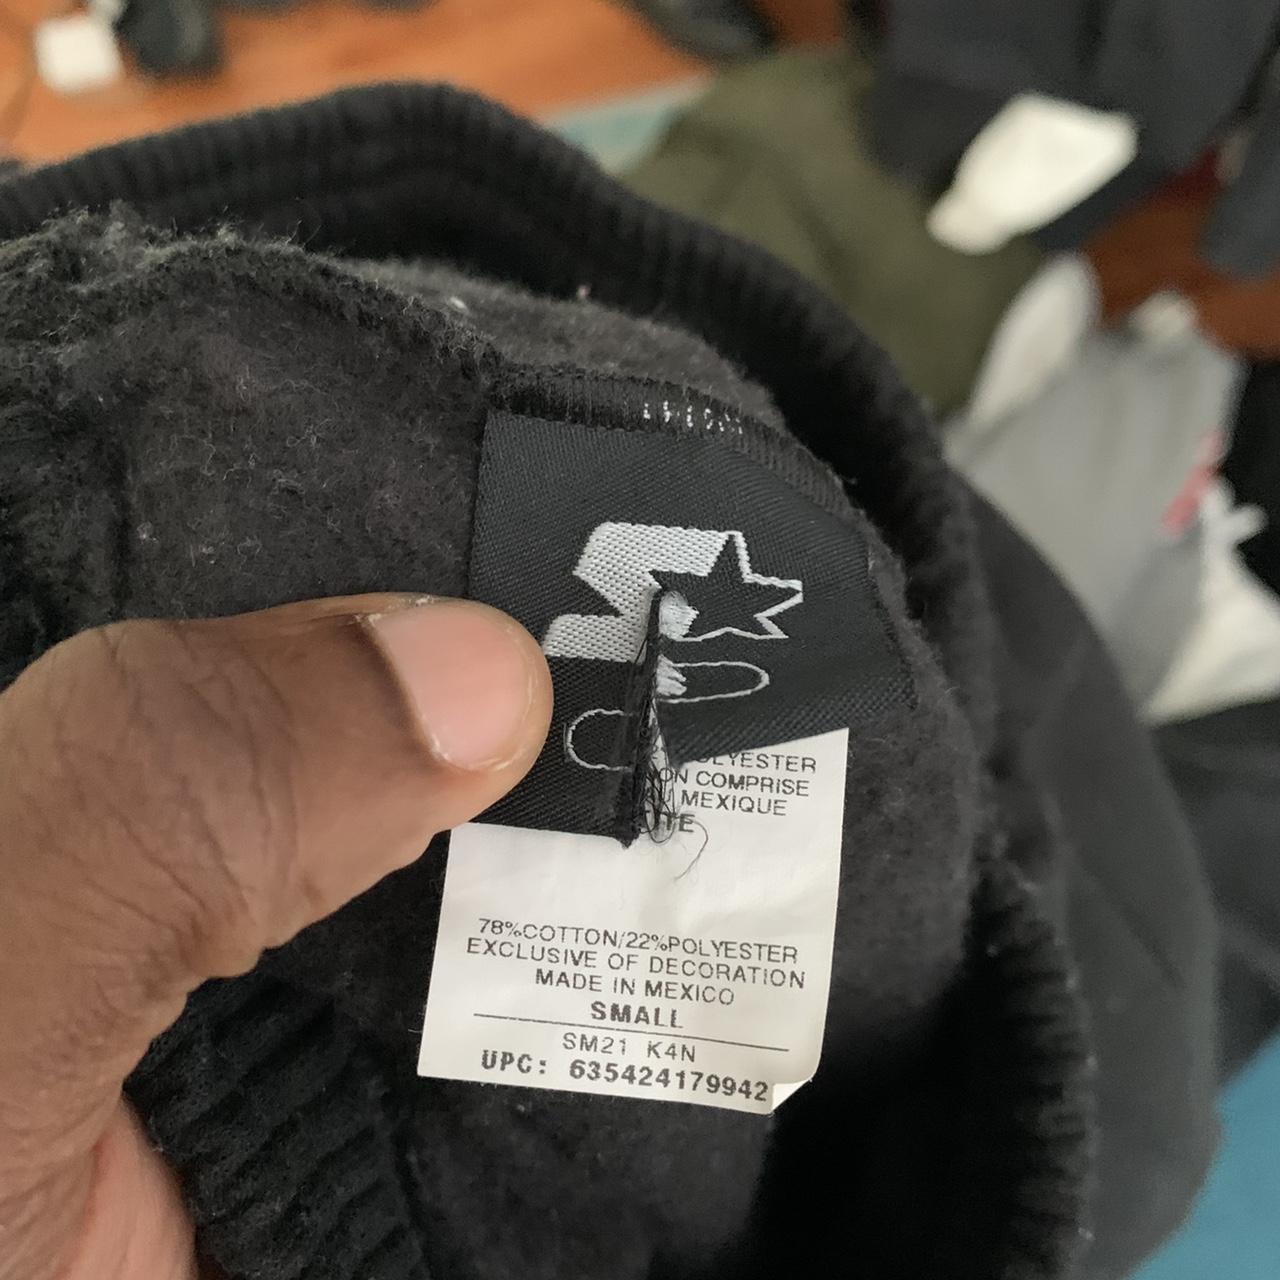 POLYESTER
COMPRISE
MEXIQUE
78%COTTON/22%POLYESTER
EXCLUSIVE OF DECORATION
MADE IN MEXICO
SMALL
SM21 K4N
UPC: 635424179942